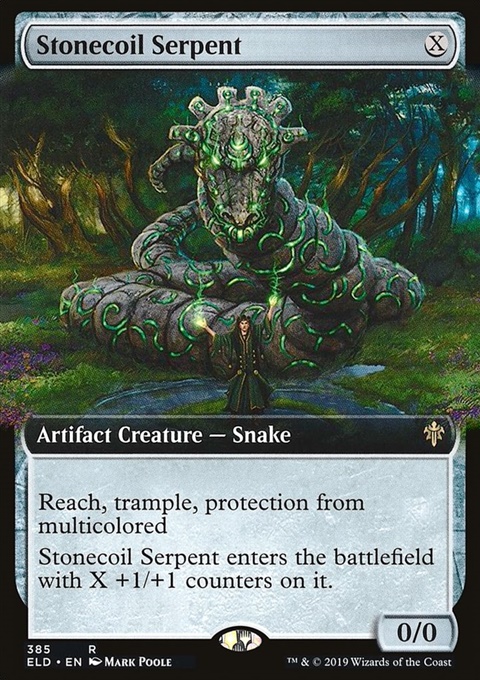 Stonecoil Serpent X
Artifact Creature — Snake
Reach, trample, protection from
multicolored
Stonecoil Serpent enters the battlefield
with X +1/+1 counters on it.
0/0
385 R
ELD • EN MARK POOLE
™ & © 2019 Wizards of the Coast